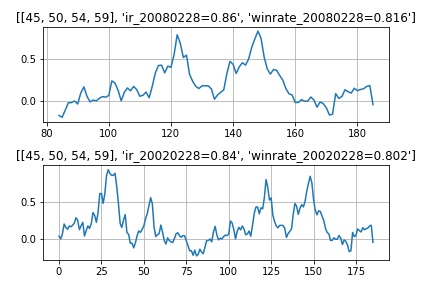 [[45, 50, 54, 59], 'ir_20080228=0.86', 'winrate_20080228=0.816']
0.5
0.0
80 100 120 140 160 180
[[45, 50, 54, 59], 'ir_20020228=0.84', 'winrate_20020228=0.802']
0.5
0.0
0 25 50 75 100 125 150 175